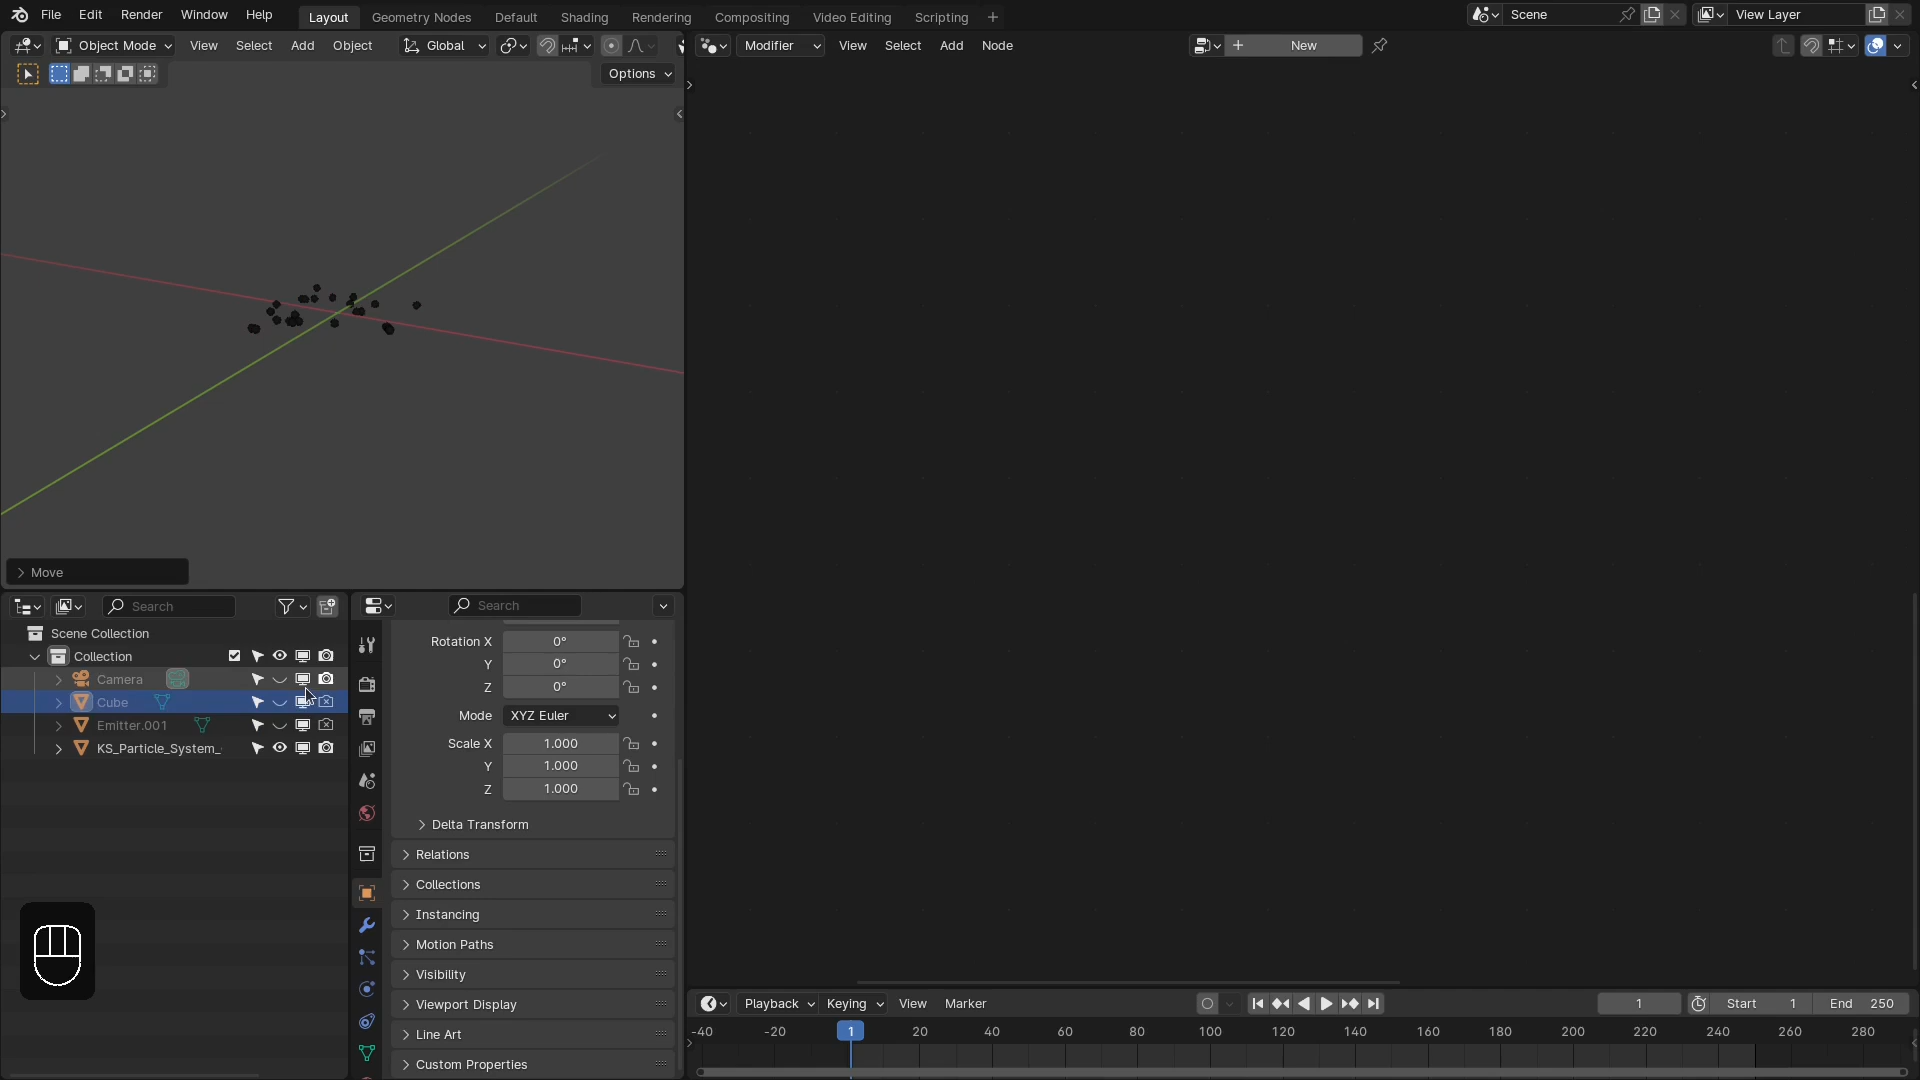 File Edit Render Window Help Layout Geometry Nodes Default Shading Rendering Compositing Video Editing Scripting Scene View Layer
Object Mode View Select Add Object Global
Modifier View Select Add Node New
Options
Move
Search
Search
Scene Collection
Collection
Camera
Cube
Emitter.001
KS_Particle_System_
Rotation X 0°
Y 0°
Z 0°
Mode XYZ Euler
Scale X 1.000
Y 1.000
Z 1.000
Delta Transform
Relations
Collections
Instancing
Motion Paths
Visibility
Viewport Display
Line Art
Custom Properties
Playback Keying View Marker 1 Start 1 End 250
-40 -20 1 20 40 60 80 100 120 140 160 180 200 220 240 260 280